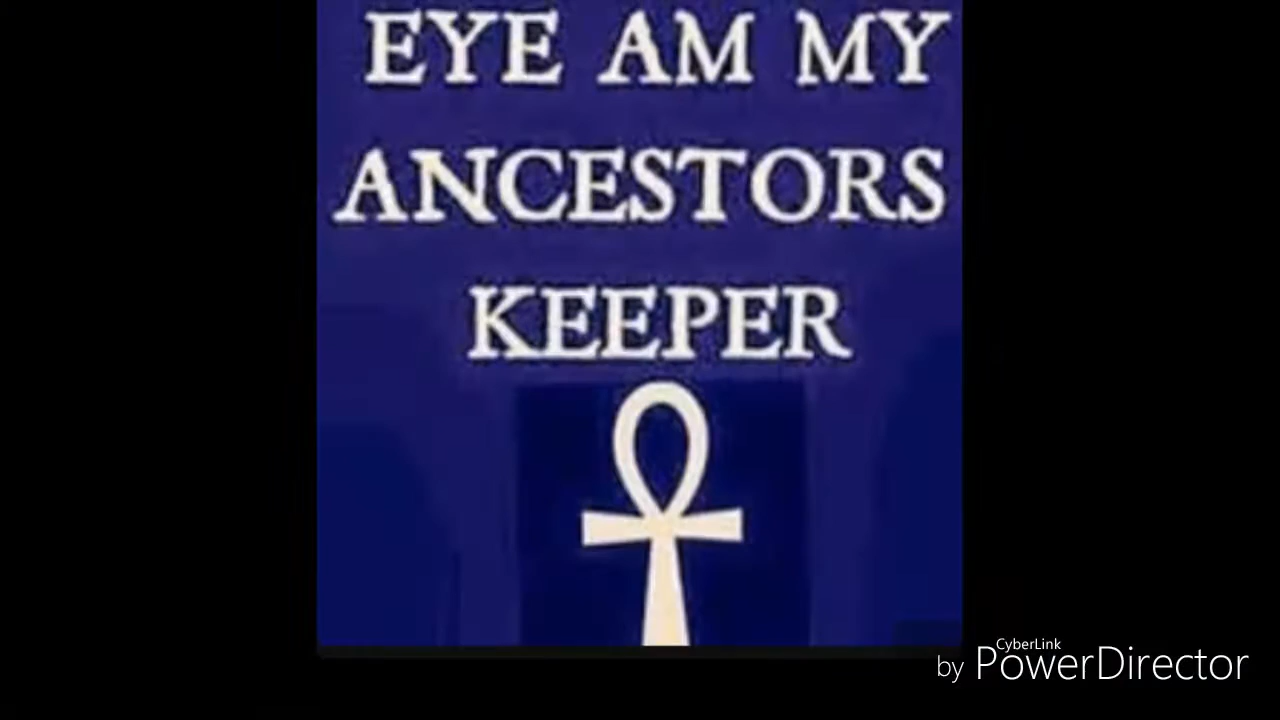 EYE AM MY
ANCESTORS
KEEPER
CyberLink
by PowerDirector